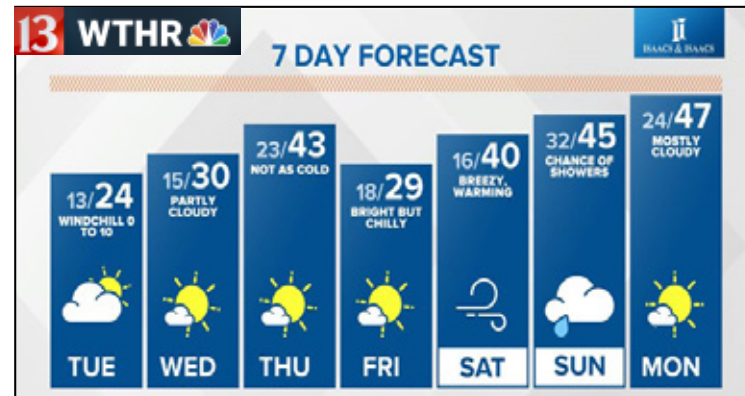 13 WTHR
ISAACS & ISAACS
7 DAY FORECAST
13/24
WINDCHILL 0
TO 10
TUE
15/30
PARTLY
CLOUDY
WED
23/43
NOT AS COLD
THU
18/29
BRIGHT BUT
CHILLY
FRI
16/40
BREEZY,
WARMING
SAT
32/45
CHANCE OF
SHOWERS
SUN
24/47
MOSTLY
CLOUDY
MON